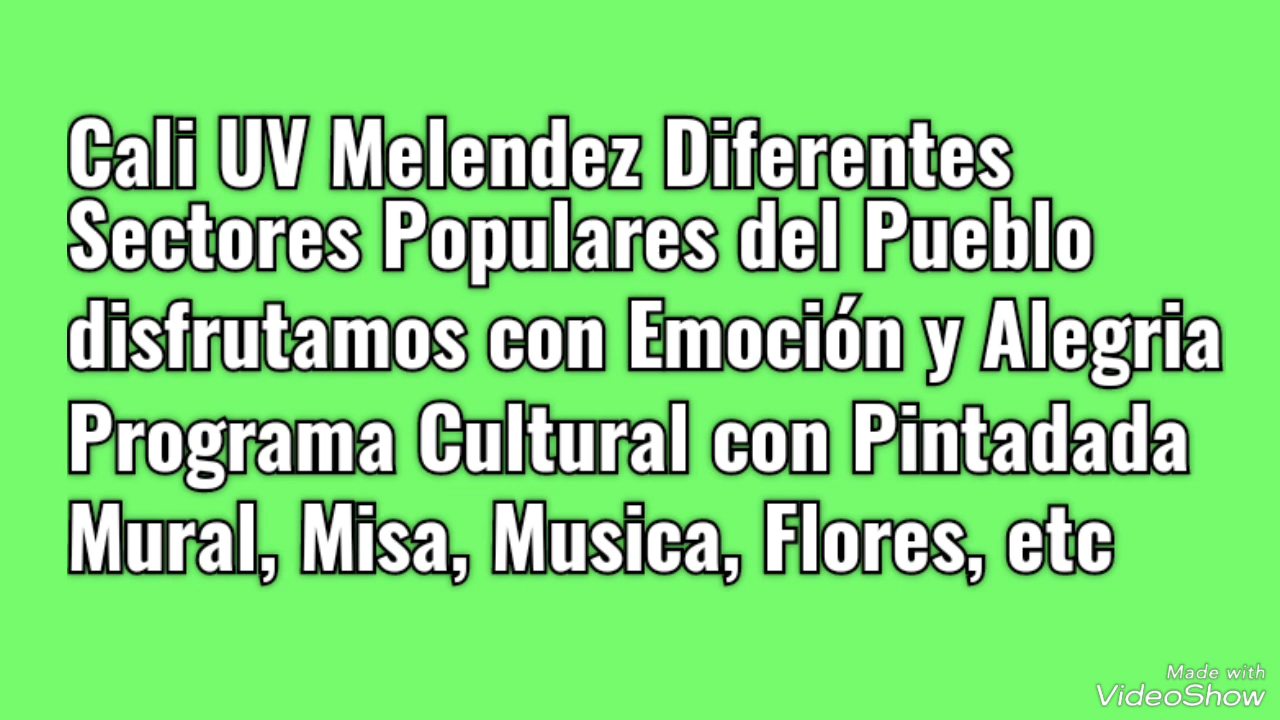 Cali UV Melendez Diferentes
Sectores Populares del Pueblo
disfrutamos con Emoción y Alegria
Programa Cultural con Pintadada
Mural, Misa, Musica, Flores, etc
Made with
VideoShow